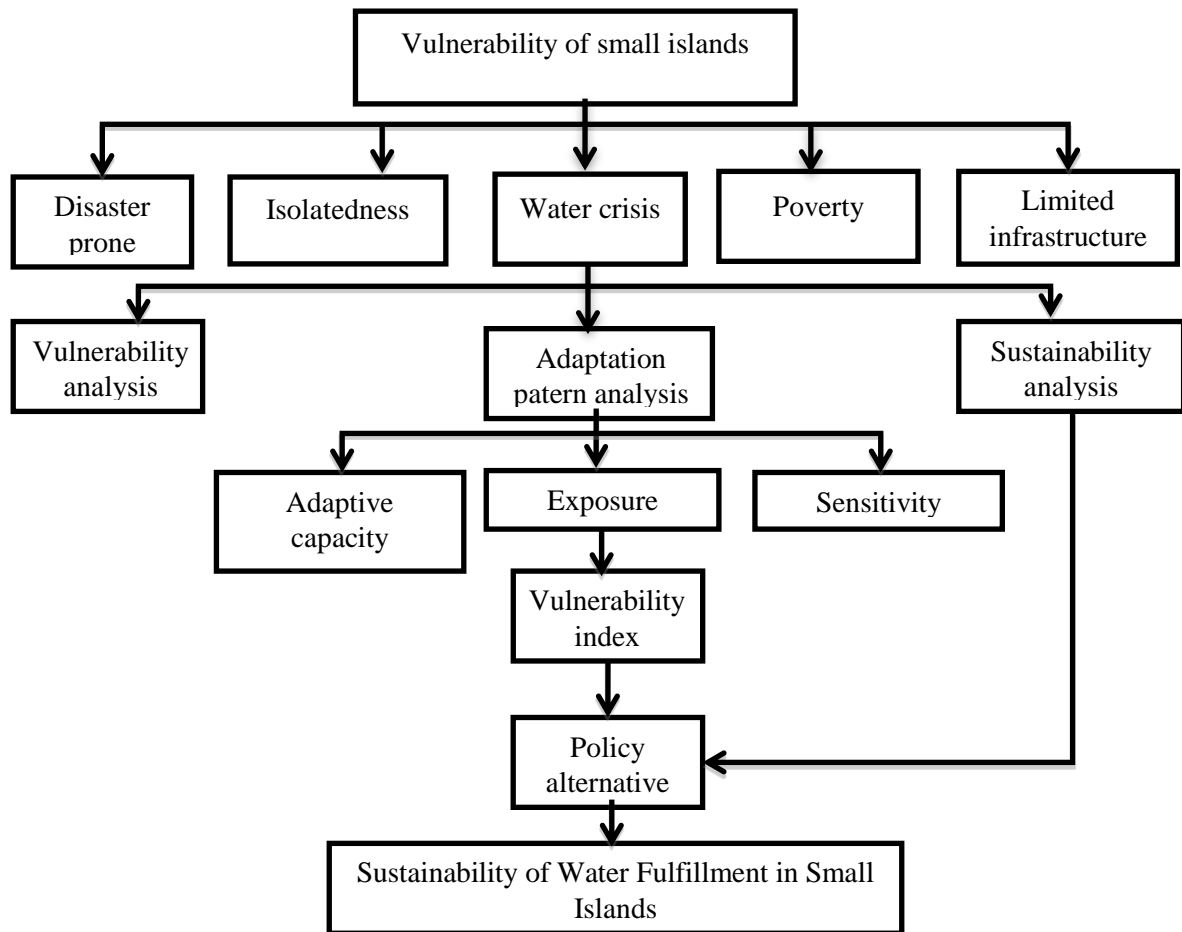 Vulnerability of small islands
Disaster
prone
Isolatedness
Water crisis
Poverty
Limited
infrastructure
Vulnerability
analysis
Adaptation
patern analysis
Sustainability
analysis
Adaptive
capacity
Exposure
Sensitivity
Vulnerability
index
Policy
alternative
Sustainability of Water Fulfillment in Small
Islands